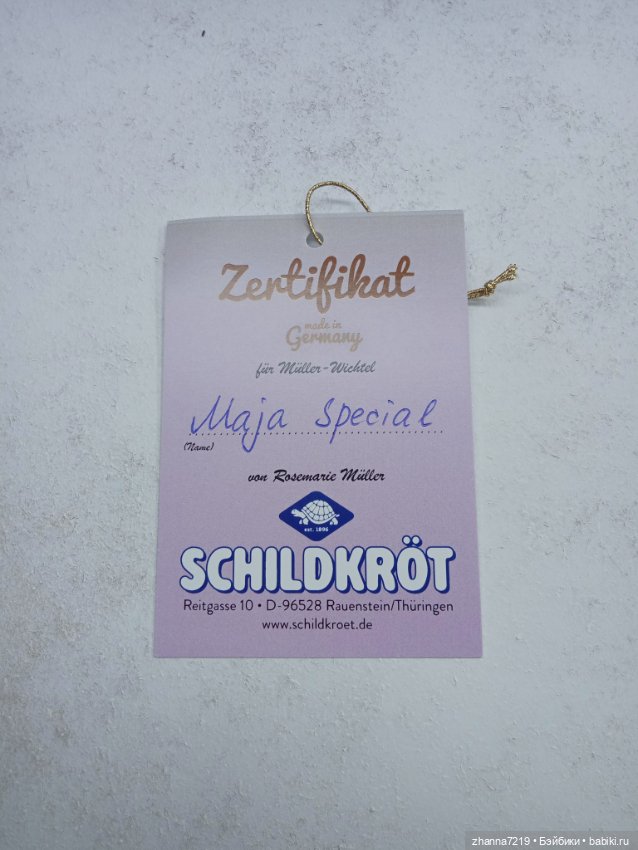 Zertifikat
made in
Germany
für Müller-Wichtel
Maja Special
(Name)
von Rosemarie Müller
est. 1896
SCHILDKRÖT
Reitgasse 10 • D-96528 Rauenstein/Thüringen
www.schildkroet.de
zhanna7219 • Бэйбики • babiki.ru